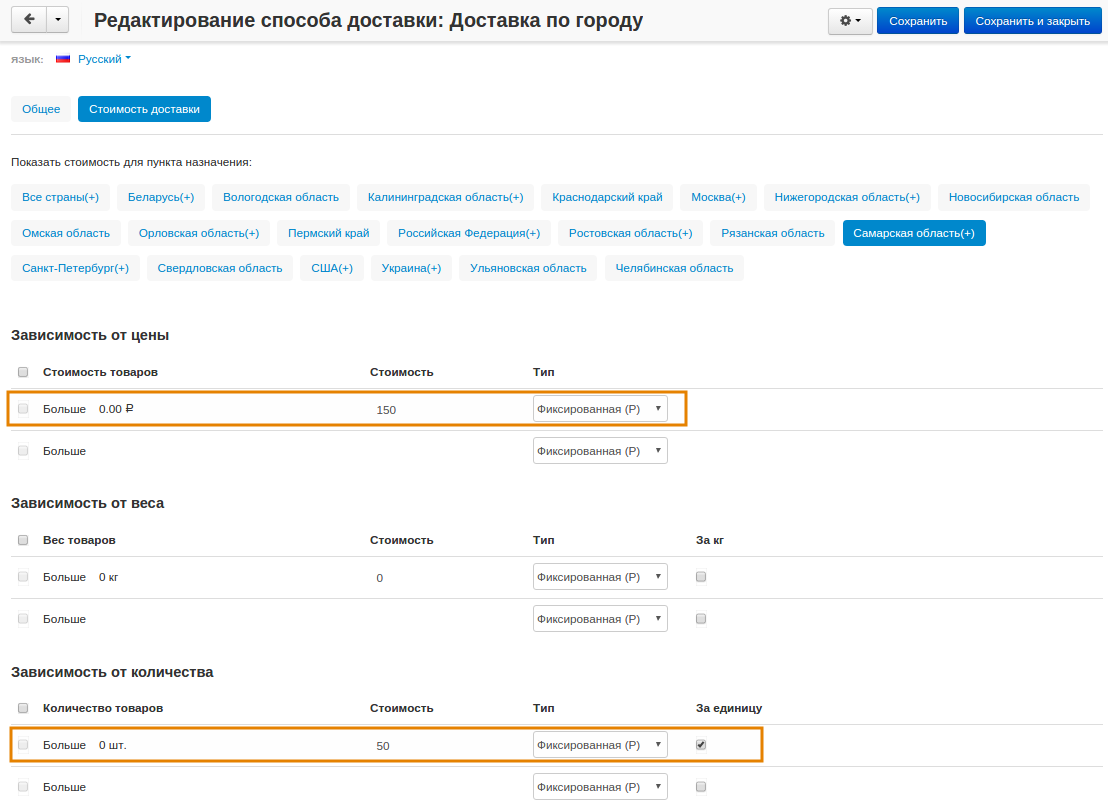 Редактирование способа доставки: Доставка по городу
Сохранить
Сохранить и закрыть
ЯЗЫК: Русский
Общее
Стоимость доставки
Показать стоимость для пункта назначения:
Все страны(+) Беларусь(+) Вологодская область Калининградская область(+) Краснодарский край Москва(+) Нижегородская область(+) Новосибирская область
Омская область Орловская область(+) Пермский край Российская Федерация(+) Ростовская область(+) Рязанская область Самарская область(+)
Санкт-Петербург(+) Свердловская область США(+) Украина(+) Ульяновская область Челябинская область
Зависимость от цены
Стоимость товаров Стоимость Тип
Больше 0.00 ₽ 150 Фиксированная (Р)
Больше Фиксированная (Р)
Зависимость от веса
Вес товаров Стоимость Тип За кг
Больше 0 кг 0 Фиксированная (Р)
Больше Фиксированная (Р)
Зависимость от количества
Количество товаров Стоимость Тип За единицу
Больше 0 шт. 50 Фиксированная (Р)
Больше Фиксированная (Р)